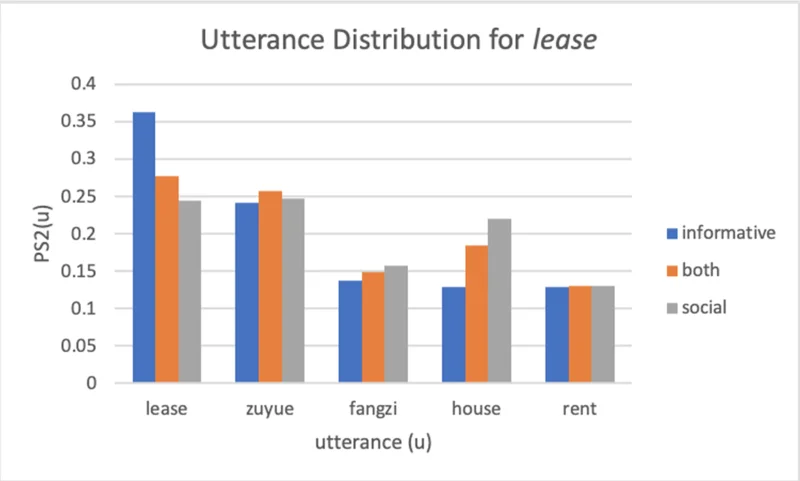 Utterance Distribution for lease
0.4
0.35
0.3
0.25
0.2
0.15
0.1
0.05
0
PS2(u)
lease zuyue fangzi house rent
utterance (u)
informative
both
social